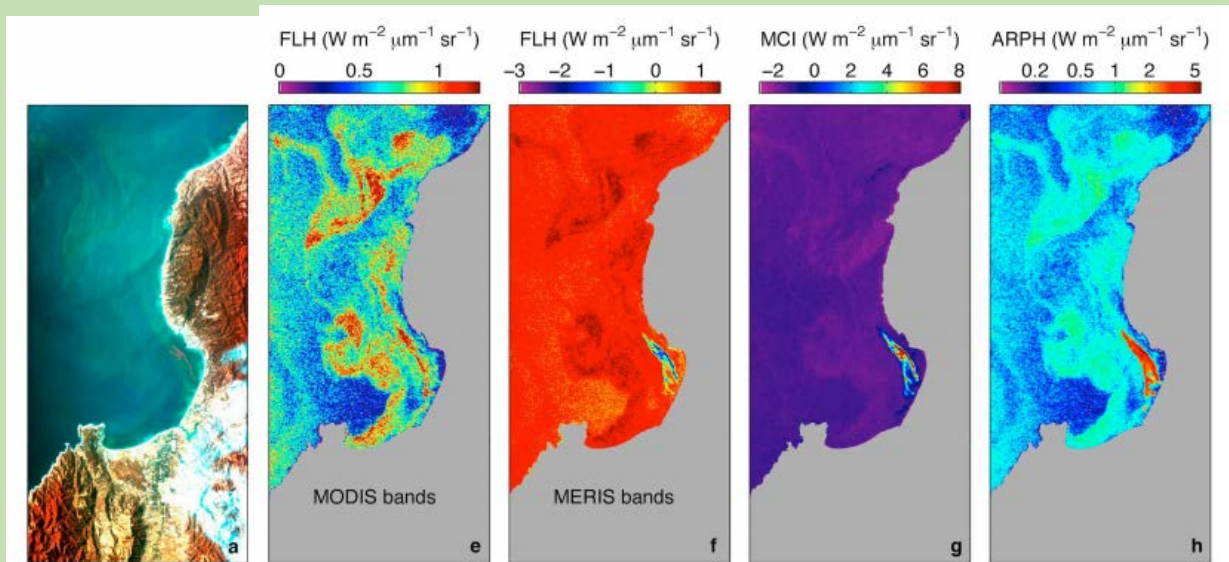 FLH (W m⁻² µm⁻¹ sr⁻¹)
0 0.5 1
FLH (W m⁻² µm⁻¹ sr⁻¹)
−3 −2 −1 0 1
MCI (W m⁻² µm⁻¹ sr⁻¹)
−2 0 2 4 6 8
ARPH (W m⁻² µm⁻¹ sr⁻¹)
0.2 0.5 1 2 5
MODIS bands
MERIS bands
a
e
f
g
h